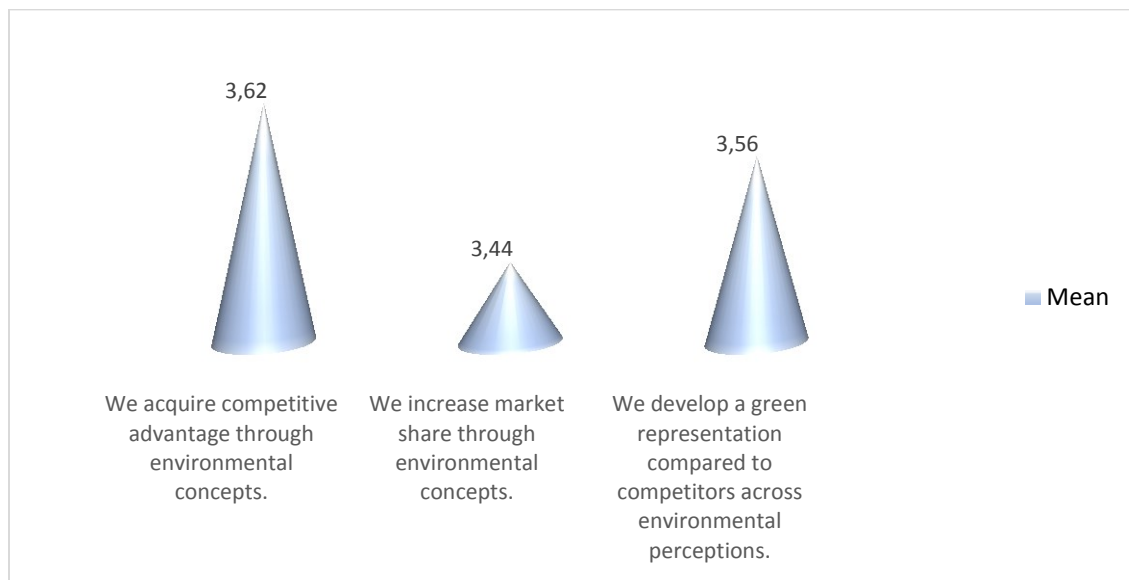 3,62
3,44
3,56
Mean
We acquire competitive
advantage through
environmental
concepts.
We increase market
share through
environmental
concepts.
We develop a green
representation
compared to
competitors across
environmental
perceptions.